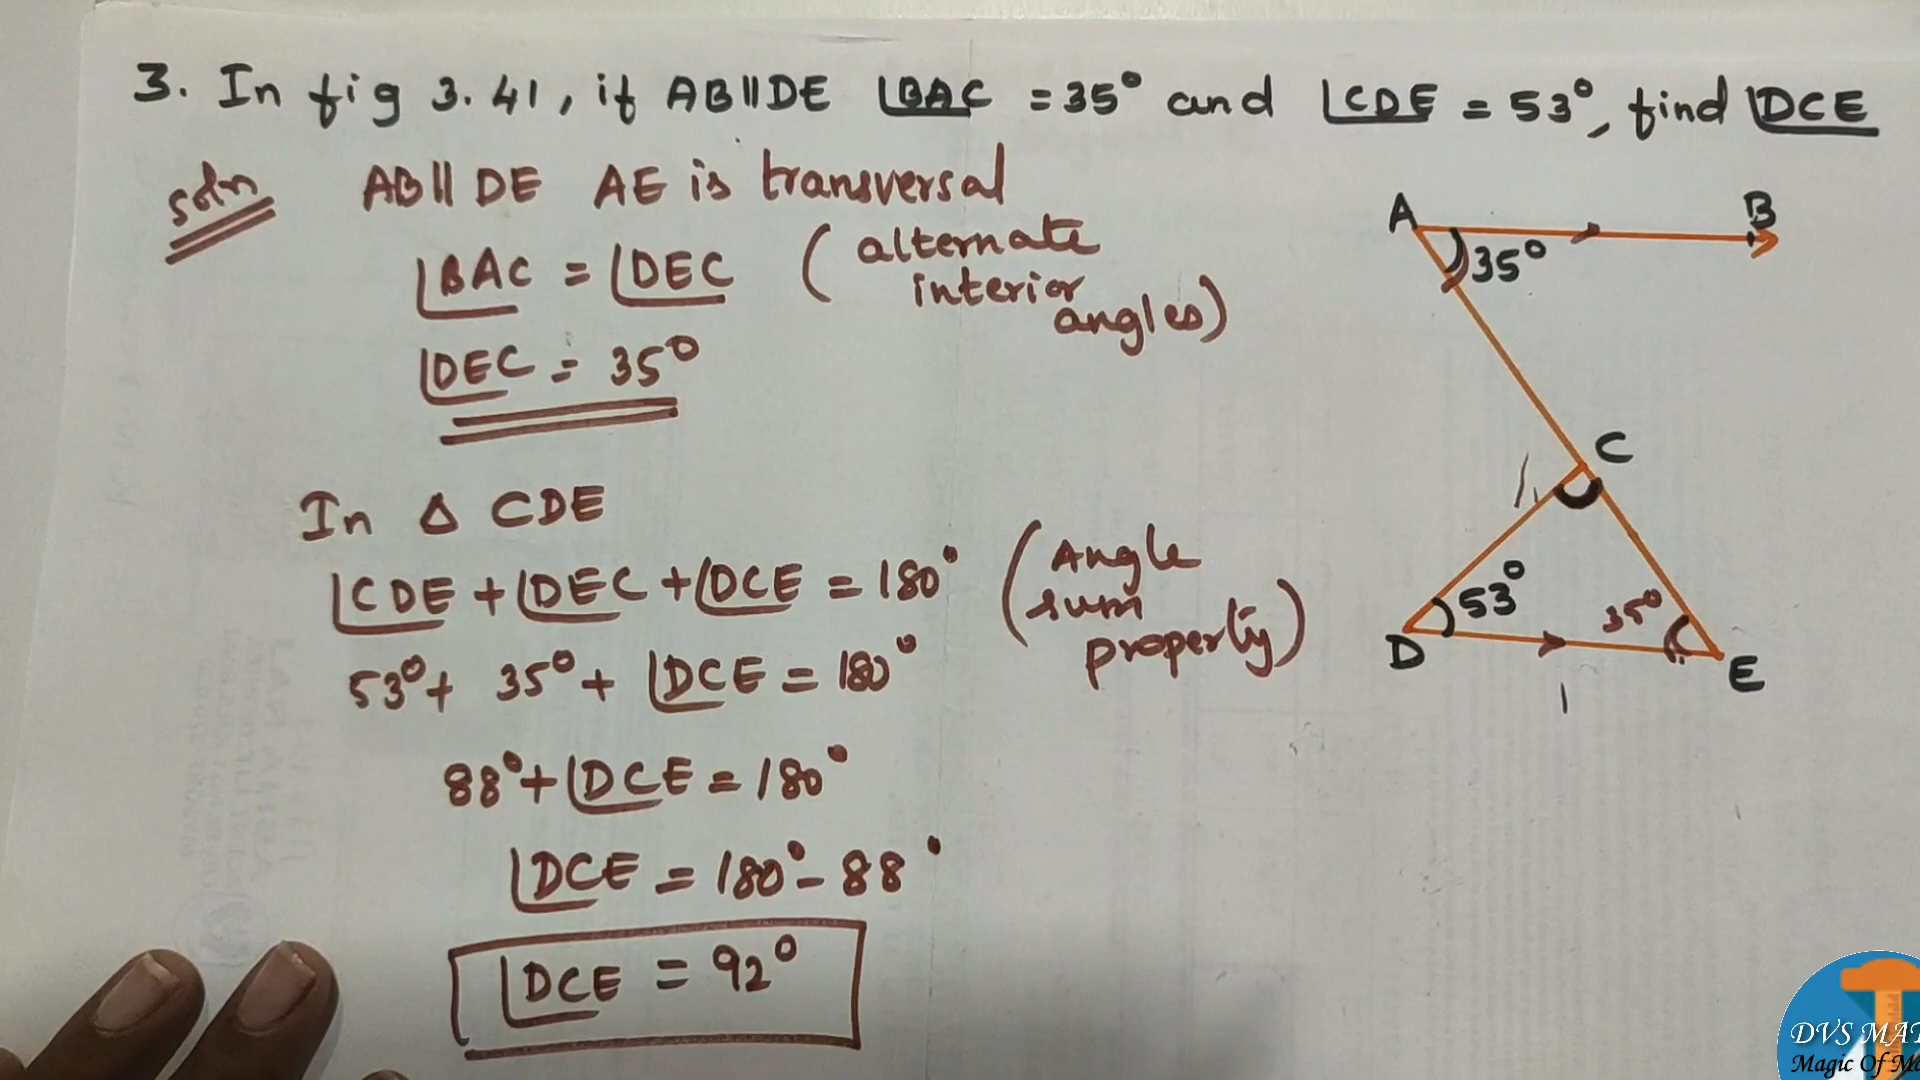 3. In fig 3.41, if AB||DE ∠BAC = 35° and ∠CDE = 53°, find ∠DCE
Soln AB || DE AE is transversal
∠BAC = ∠DEC (alternate
interior
angles)
∠DEC = 35°
In Δ CDE
∠CDE + ∠DEC + ∠DCE = 180° (Angle
sum
property)
53° + 35° + ∠DCE = 180°
88° + ∠DCE = 180°
∠DCE = 180° - 88°
∠DCE = 92°
A B
35°
C
53° 35°
D E
DVS MAT
Magic Of Ma